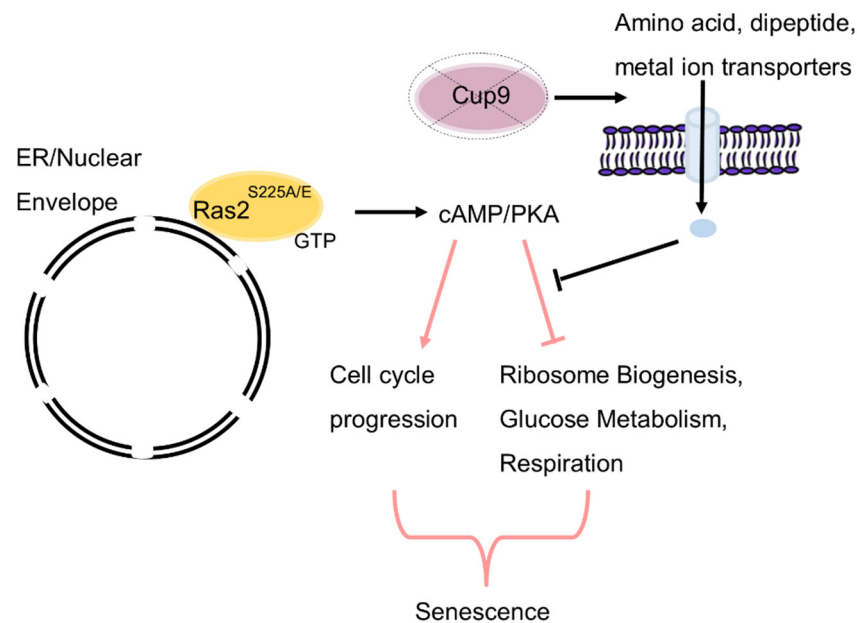 Amino acid, dipeptide,
metal ion transporters
Cup9
ER/Nuclear
Envelope
Ras2 S225A/E
GTP
cAMP/PKA
Cell cycle
progression
Ribosome Biogenesis,
Glucose Metabolism,
Respiration
Senescence